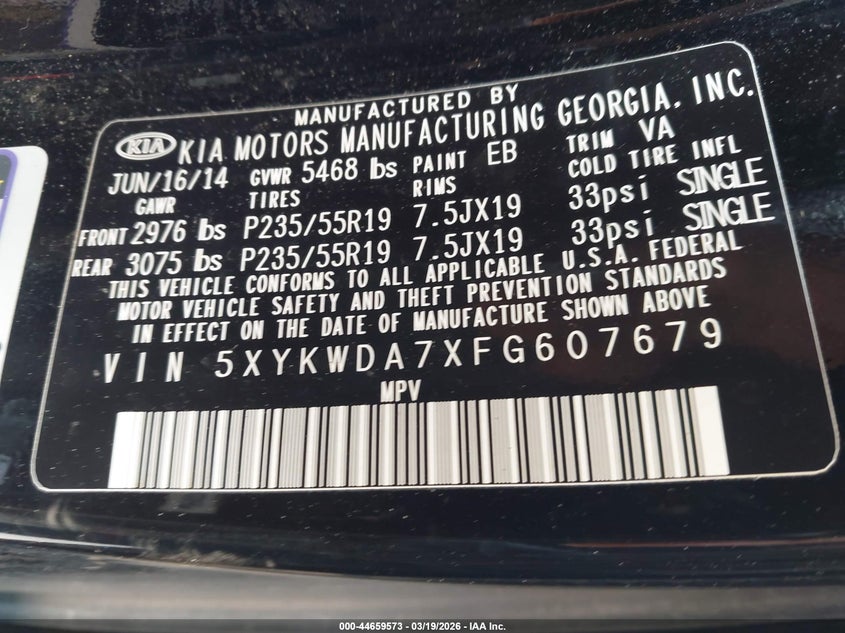 MANUFACTURED BY
KIA KIA MOTORS MANUFACTURING GEORGIA, INC.
JUN/16/14 GVWR 5468 lbs PAINT EB TRIM VA
GAWR TIRES RIMS COLD TIRE INFL
FRONT 2976 lbs P235/55R19 7.5JX19 33psi SINGLE
REAR 3075 lbs P235/55R19 7.5JX19 33psi SINGLE
THIS VEHICLE CONFORMS TO ALL APPLICABLE U.S.A. FEDERAL
MOTOR VEHICLE SAFETY AND THEFT PREVENTION STANDARDS
IN EFFECT ON THE DATE OF MANUFACTURE SHOWN ABOVE
VIN 5XYKWDA7XFG607679
MPV
000-44659573 — 03/19/2026 — IAA Inc.